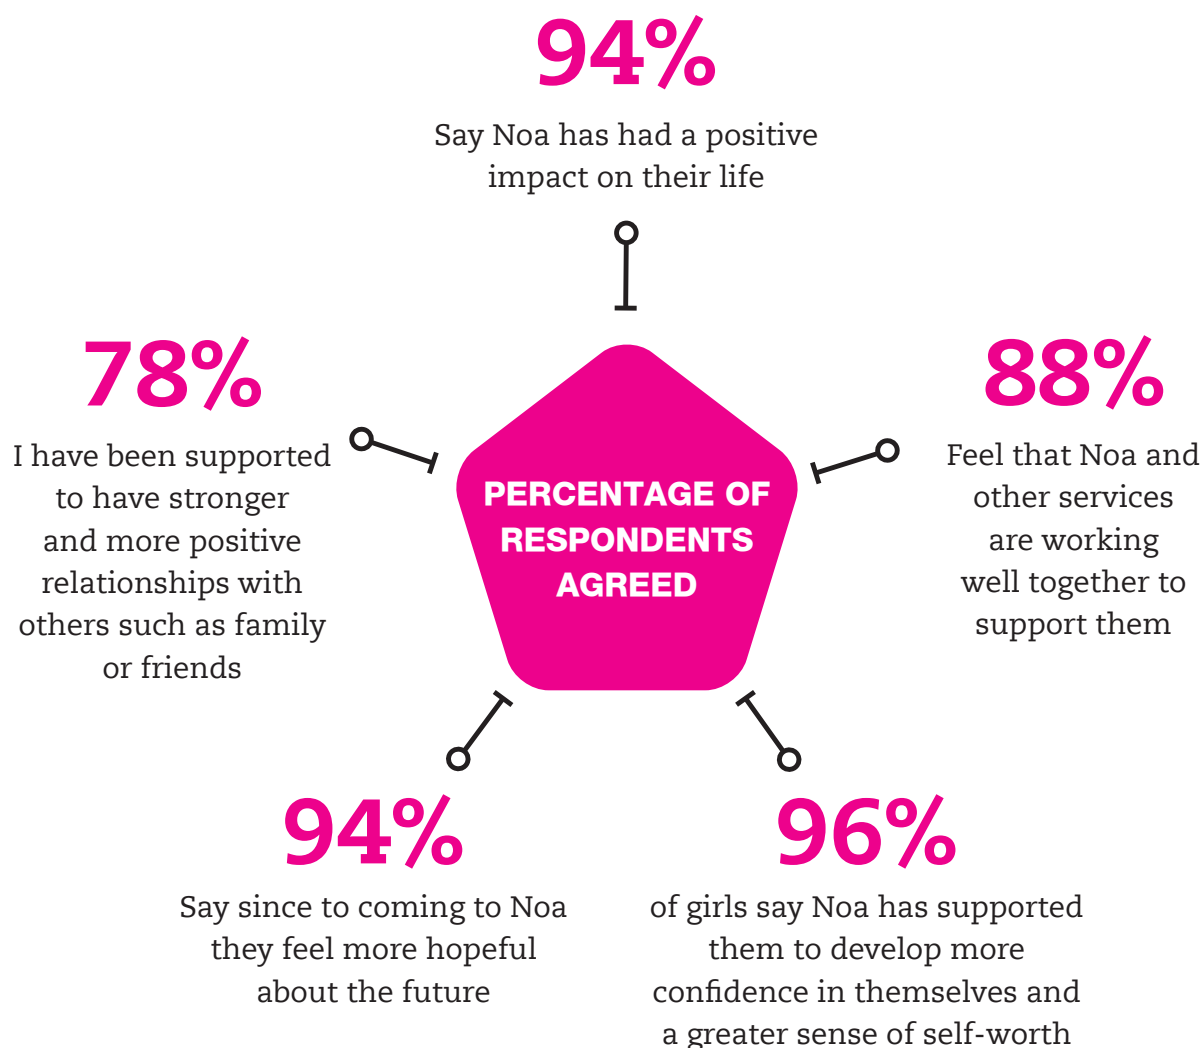 94%
Say Noa has had a positive
impact on their life
78%
I have been supported
to have stronger
and more positive
relationships with
others such as family
or friends
PERCENTAGE OF
RESPONDENTS
AGREED
88%
Feel that Noa and
other services
are working
well together to
support them
94%
Say since to coming to Noa
they feel more hopeful
about the future
96%
of girls say Noa has supported
them to develop more
confidence in themselves and
a greater sense of self-worth